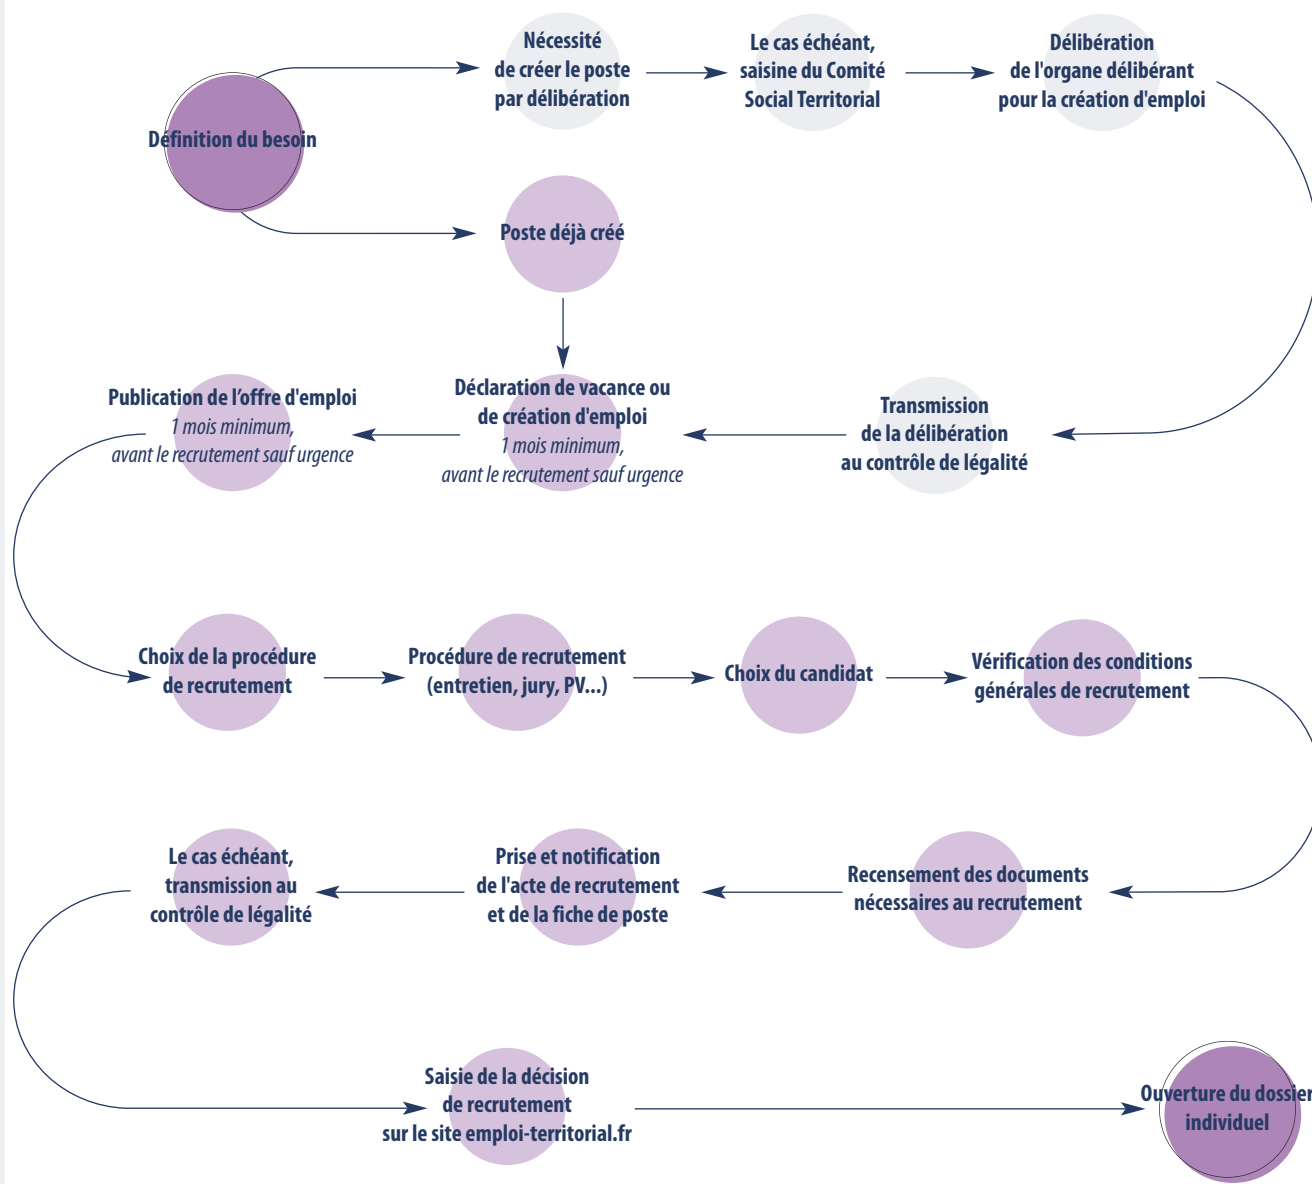 Définition du besoin
Nécessité
de créer le poste
par délibération
Le cas échéant,
saisine du Comité
Social Territorial
Délibération
de l'organe délibérant
pour la création d'emploi
Poste déjà créé
Transmission
de la délibération
au contrôle de légalité
Déclaration de vacance ou
de création d'emploi
1 mois minimum,
avant le recrutement sauf urgence
Publication de l’offre d'emploi
1 mois minimum,
avant le recrutement sauf urgence
Choix de la procédure
de recrutement
Procédure de recrutement
(entretien, jury, PV...)
Choix du candidat
Vérification des conditions
générales de recrutement
Recensement des documents
nécessaires au recrutement
Prise et notification
de l'acte de recrutement
et de la fiche de poste
Le cas échéant,
transmission au
contrôle de légalité
Saisie de la décision
de recrutement
sur le site emploi-territorial.fr
Ouverture du dossier
individuel